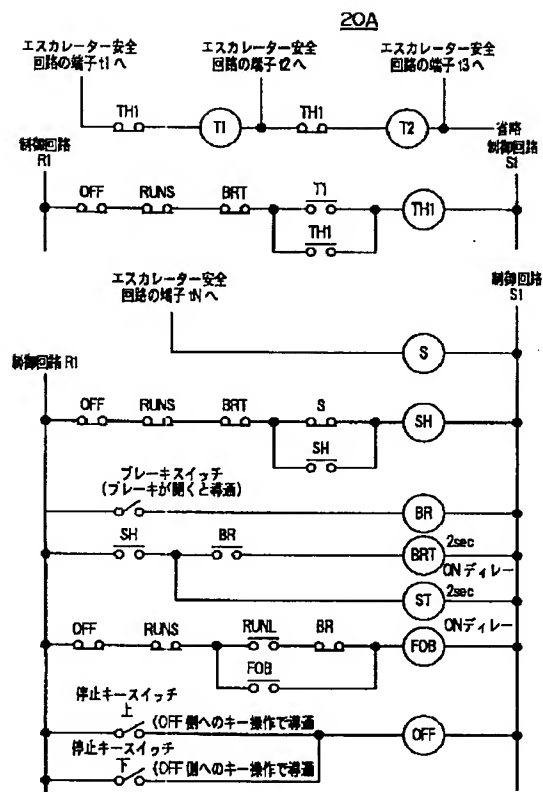 20A
エスカレーター安全
回路の端子t1へ
エスカレーター安全
回路の端子t2へ
エスカレーター安全
回路の端子t3へ
TH1
T1
TH1
T2
省略
制御回路
R1
制御回路
S1
OFF
RUNS
BRT
T1
TH1
TH1
エスカレーター安全
回路の端子tNへ
制御回路
S1
S
制御回路 R1
OFF
RUNS
BRT
S
SH
SH
ブレーキスイッチ
(ブレーキが開くと導通)
BR
SH
BR
BRT
2sec
ONディレー
ST
2sec
ONディレー
OFF
RUNS
RUNL
BR
FOB
FOB
停止キースイッチ
上
(OFF側へのキー操作で導通
OFF
停止キースイッチ
下
(OFF側へのキー操作で導通